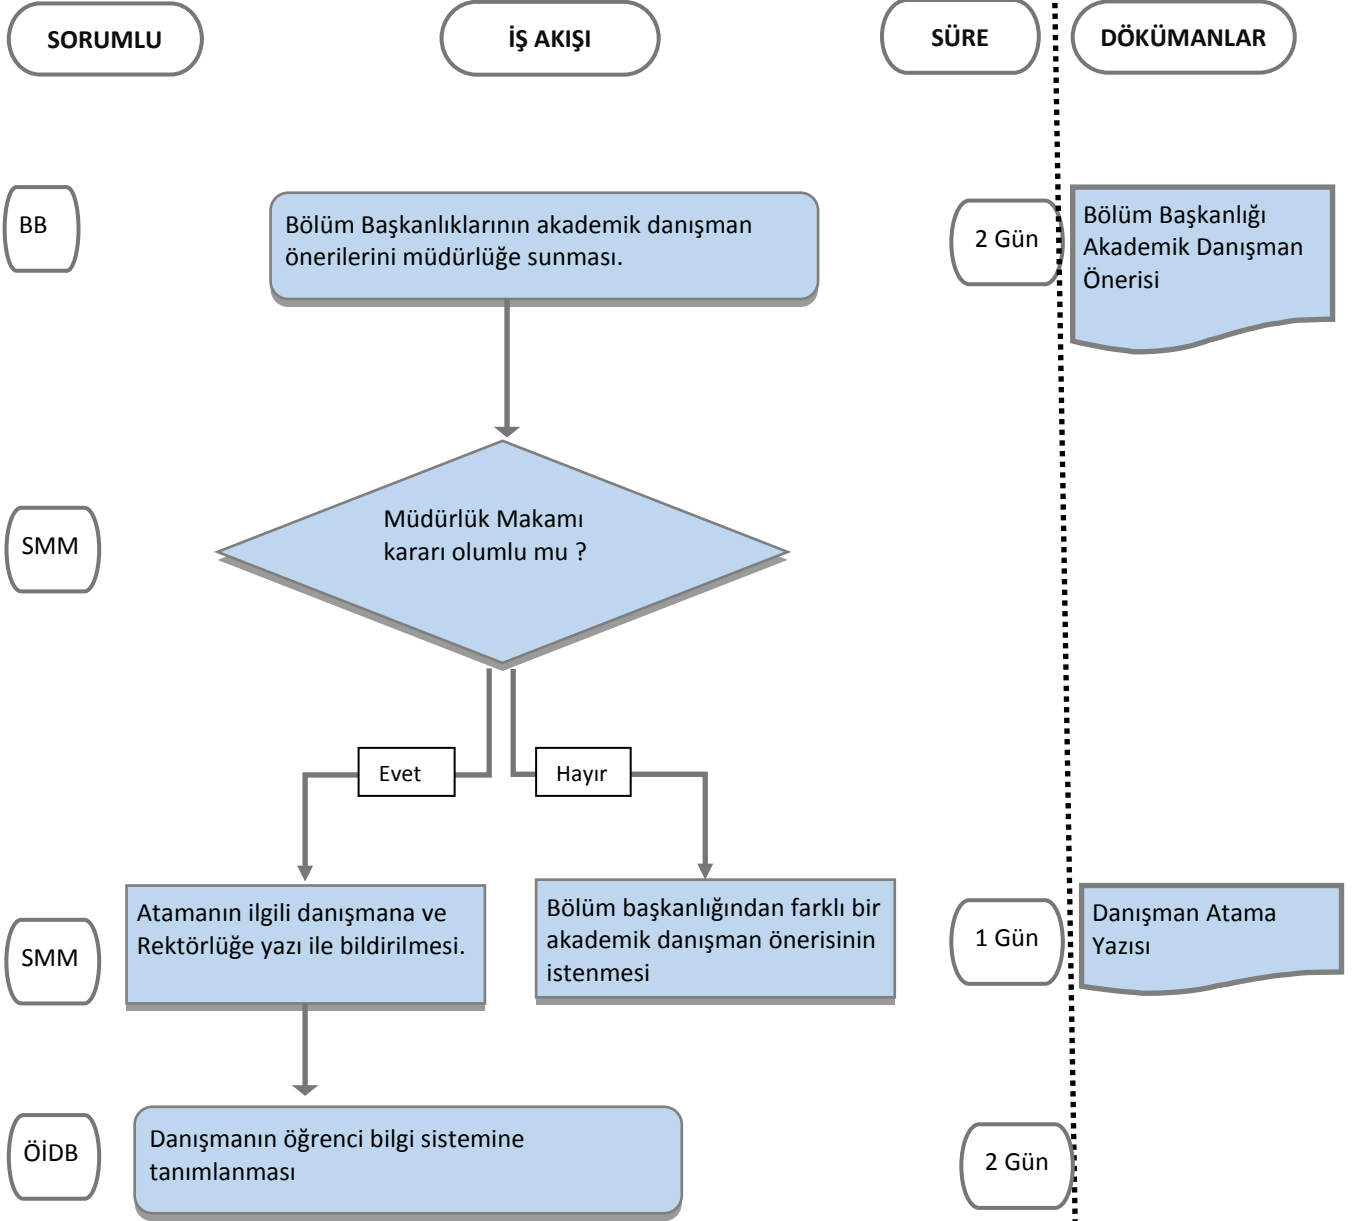 SORUMLU
İŞ AKIŞI
SÜRE
DÖKÜMANLAR
BB
Bölüm Başkanlıklarının akademik danışman
önerilerini müdürlüğe sunması.
2 Gün
Bölüm Başkanlığı
Akademik Danışman
Önerisi
SMM
Müdürlük Makamı
kararı olumlu mu ?
Evet
Hayır
SMM
Atamanın ilgili danışmana ve
Rektörlüğe yazı ile bildirilmesi.
Bölüm başkanlığından farklı bir
akademik danışman önerisinin
istenmesi
1 Gün
Danışman Atama
Yazısı
ÖİDB
Danışmanın öğrenci bilgi sistemine
tanımlanması
2 Gün